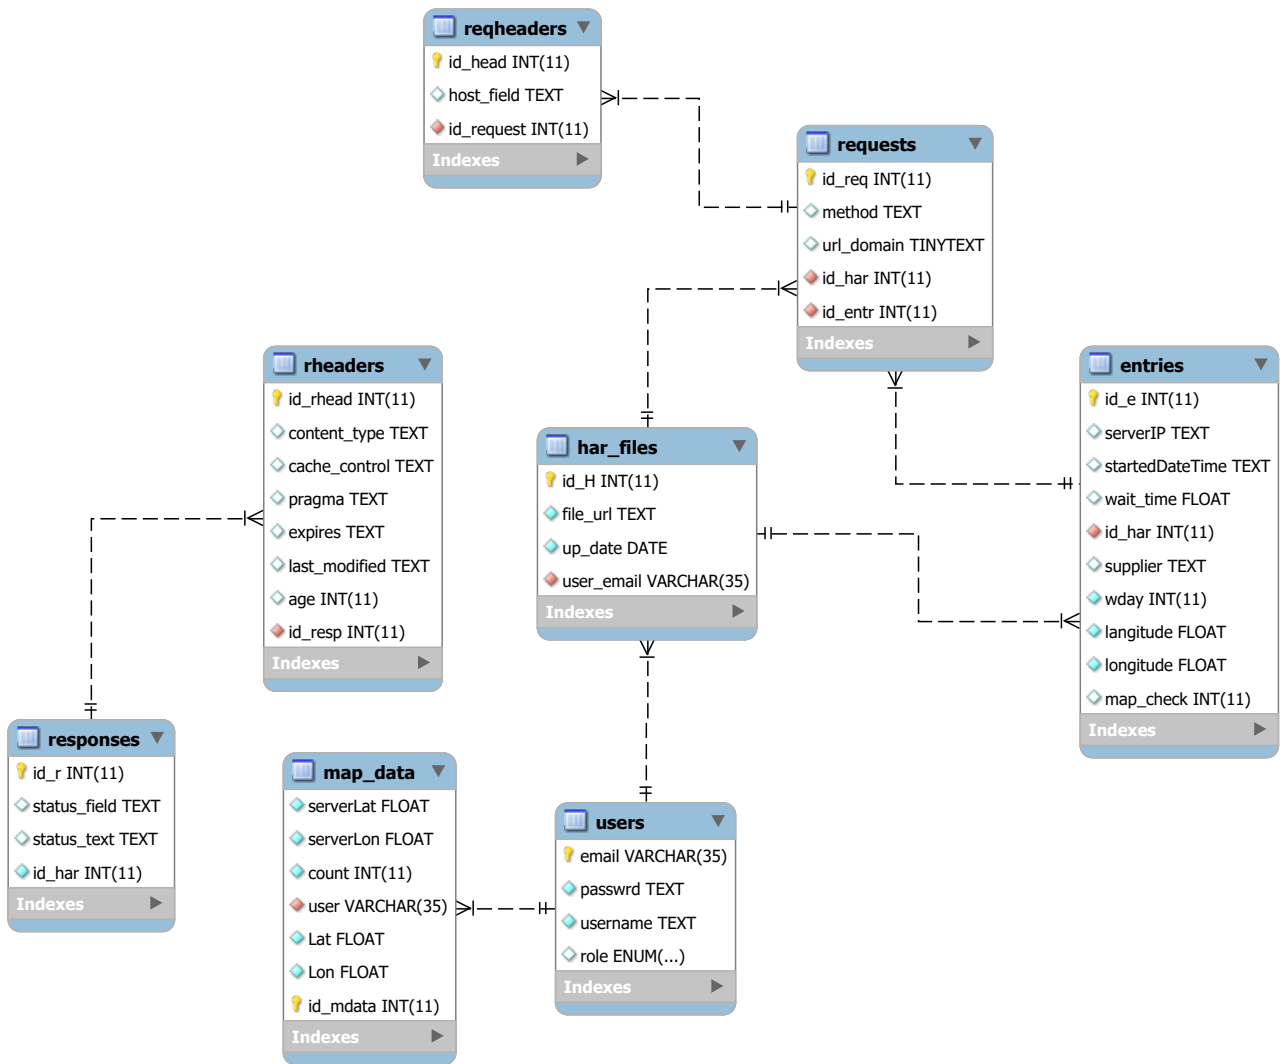 reqheaders
id_head INT(11)
host_field TEXT
id_request INT(11)
Indexes
requests
id_req INT(11)
method TEXT
url_domain TINYTEXT
id_har INT(11)
id_entr INT(11)
Indexes
rheaders
id_rhead INT(11)
content_type TEXT
cache_control TEXT
pragma TEXT
expires TEXT
last_modified TEXT
age INT(11)
id_resp INT(11)
Indexes
har_files
id_H INT(11)
file_url TEXT
up_date DATE
user_email VARCHAR(35)
Indexes
entries
id_e INT(11)
serverIP TEXT
startedDateTime TEXT
wait_time FLOAT
id_har INT(11)
supplier TEXT
wday INT(11)
langitude FLOAT
longitude FLOAT
map_check INT(11)
Indexes
responses
id_r INT(11)
status_field TEXT
status_text TEXT
id_har INT(11)
Indexes
map_data
serverLat FLOAT
serverLon FLOAT
count INT(11)
user VARCHAR(35)
Lat FLOAT
Lon FLOAT
id_mdata INT(11)
Indexes
users
email VARCHAR(35)
passwrd TEXT
username TEXT
role ENUM(...)
Indexes